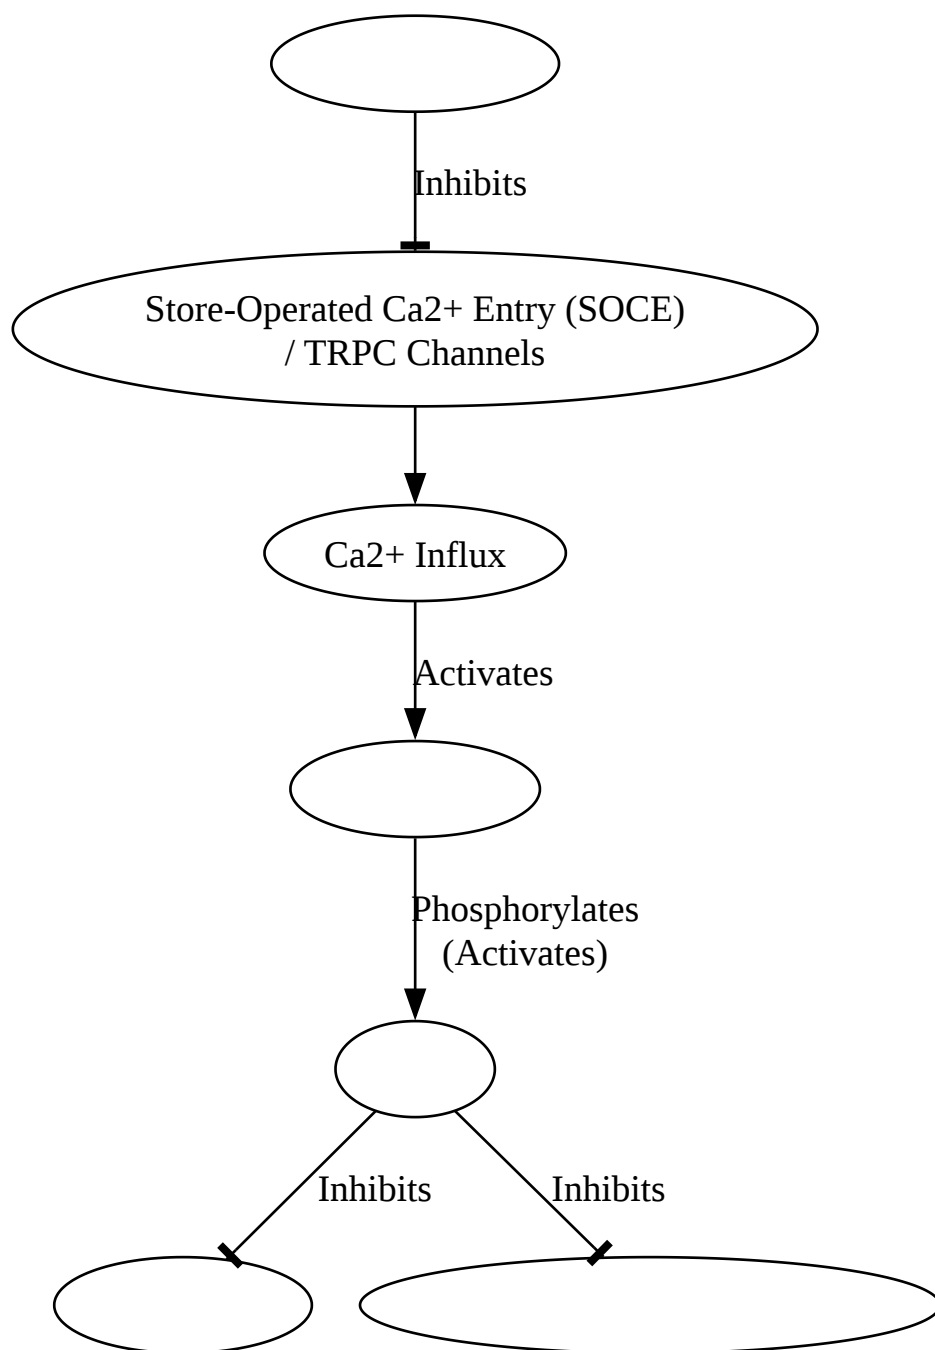 Inhibits
Store-Operated Ca2+ Entry (SOCE)
/ TRPC Channels
Ca2+ Influx
Activates
Phosphorylates
(Activates)
Inhibits
Inhibits